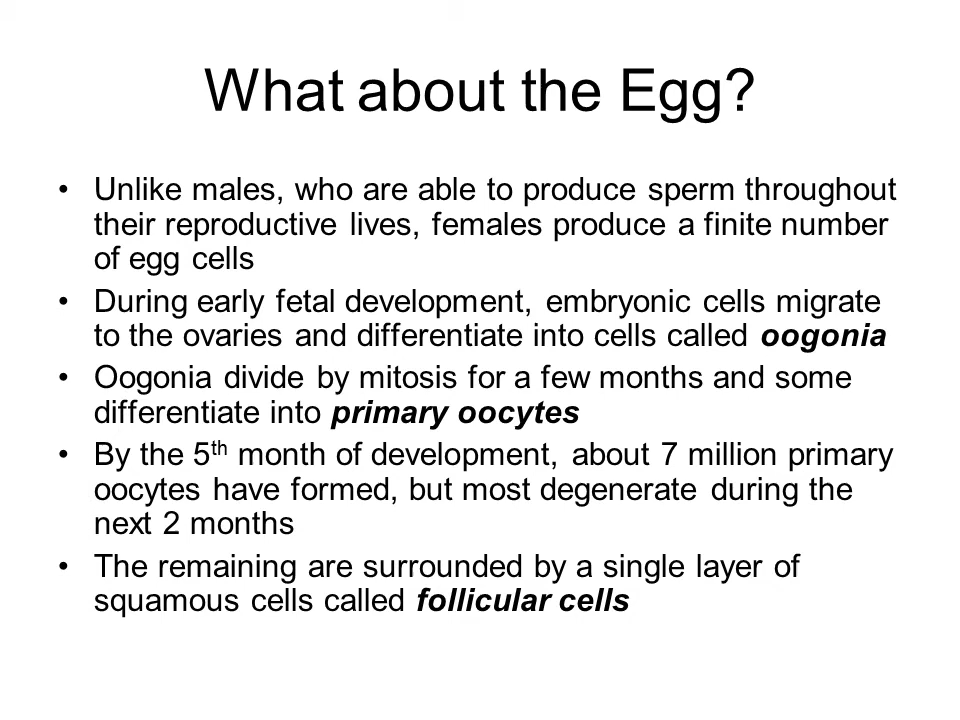 What about the Egg?
• Unlike males, who are able to produce sperm throughout
their reproductive lives, females produce a finite number
of egg cells
• During early fetal development, embryonic cells migrate
to the ovaries and differentiate into cells called oogonia
• Oogonia divide by mitosis for a few months and some
differentiate into primary oocytes
• By the 5th month of development, about 7 million primary
oocytes have formed, but most degenerate during the
next 2 months
• The remaining are surrounded by a single layer of
squamous cells called follicular cells